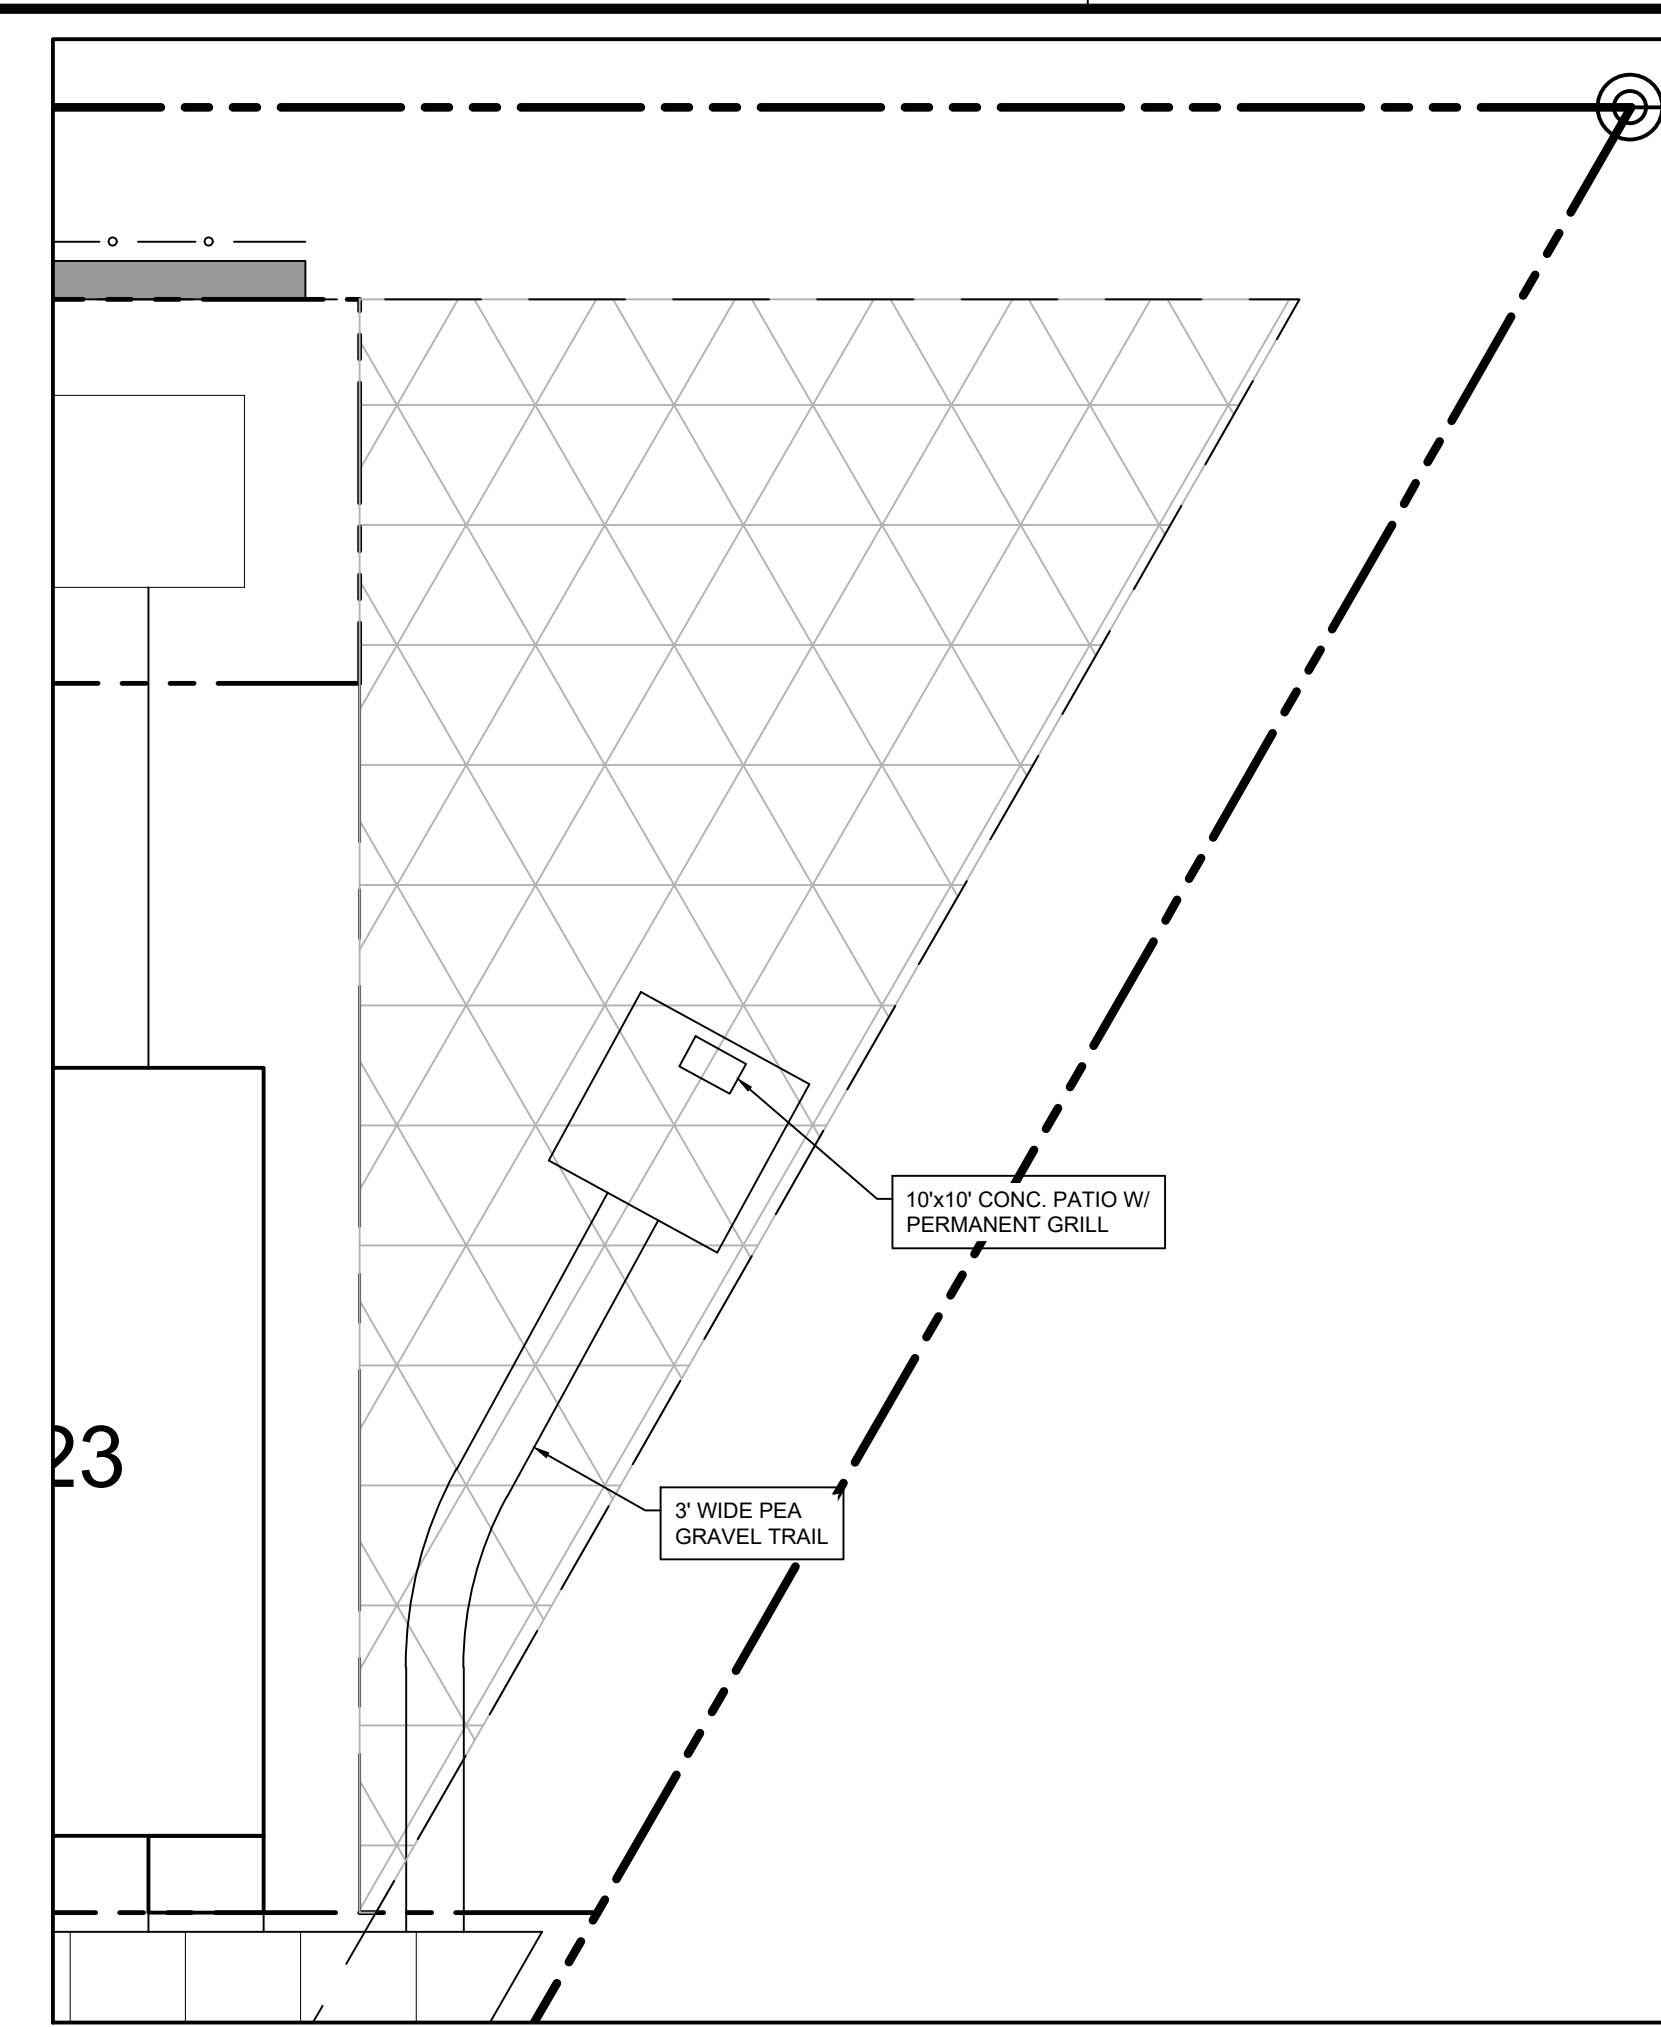 10'x10' CONC. PATIO W/
PERMANENT GRILL
23
3' WIDE PEA
GRAVEL TRAIL